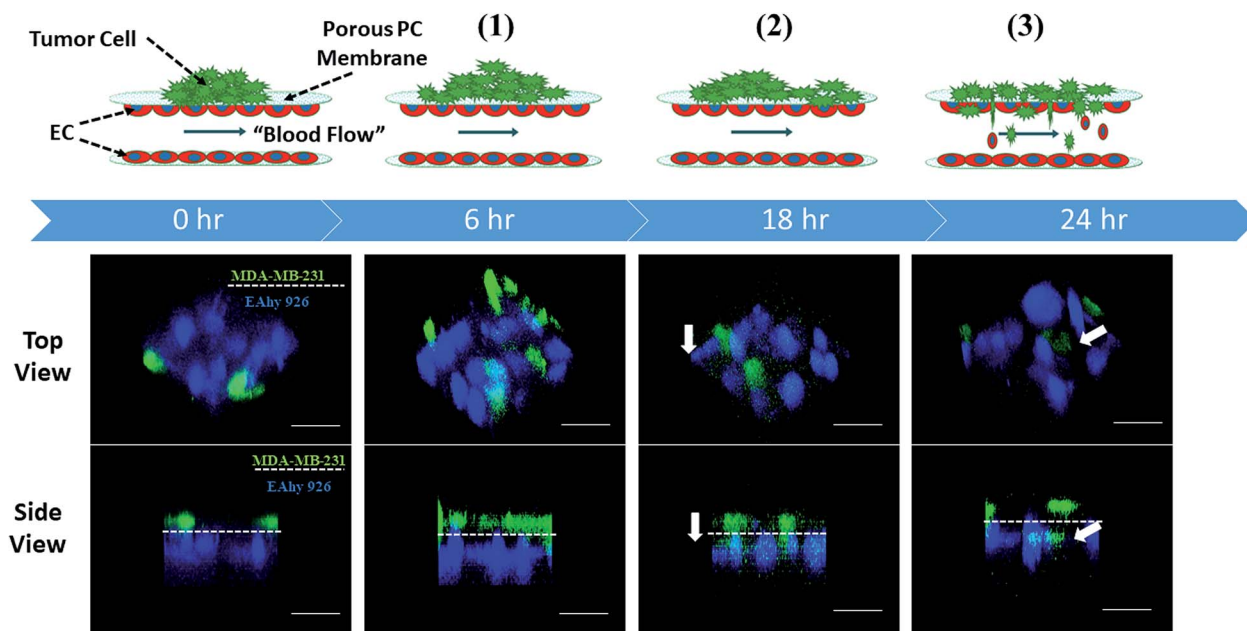 Tumor Cell
Porous PC
Membrane
(1)
(2)
(3)
EC
“Blood Flow”
0 hr
6 hr
18 hr
24 hr
Top
View
MDA-MB-231
EAhy 926
Side
View
MDA-MB-231
EAhy 926